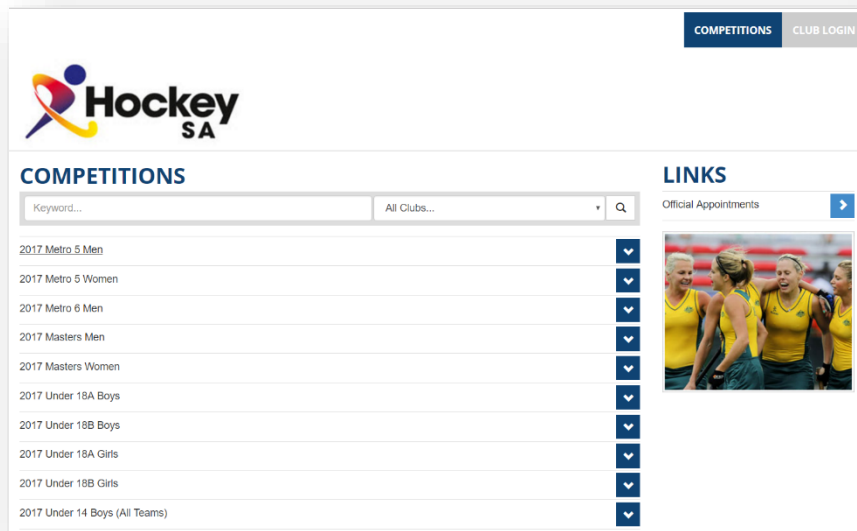 COMPETITIONS CLUB LOGIN
Hockey
SA
COMPETITIONS
Keyword... All Clubs...
2017 Metro 5 Men
2017 Metro 5 Women
2017 Metro 6 Men
2017 Masters Men
2017 Masters Women
2017 Under 18A Boys
2017 Under 18B Boys
2017 Under 18A Girls
2017 Under 18B Girls
2017 Under 14 Boys (All Teams)
LINKS
Official Appointments